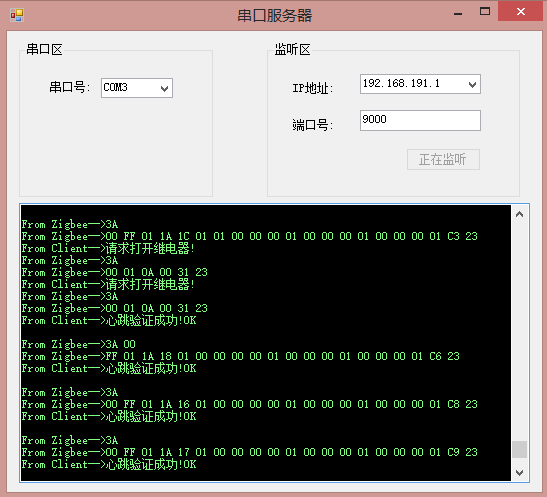 串口服务器
串口区
串口号:
COM3
监听区
IP地址:
192.168.191.1
端口号:
9000
正在监听
From Zigbee-->3A
From Zigbee-->00 FF 01 1A 1C 01 01 00 00 00 01 00 00 00 01 00 00 00 01 C3 23
From Client-->请求打开继电器!
From Zigbee-->3A
From Zigbee-->00 01 0A 00 31 23
From Client-->请求打开继电器!
From Zigbee-->3A
From Zigbee-->00 01 0A 00 31 23
From Client-->心跳验证成功!OK
From Zigbee-->3A 00
From Zigbee-->FF 01 1A 18 01 00 00 00 00 01 00 00 00 01 00 00 00 01 C6 23
From Client-->心跳验证成功!OK
From Zigbee-->3A
From Zigbee-->00 FF 01 1A 16 01 00 00 00 00 01 00 00 00 01 00 00 00 01 C8 23
From Client-->心跳验证成功!OK
From Zigbee-->3A
From Zigbee-->00 FF 01 1A 17 01 00 00 00 00 01 00 00 00 01 00 00 00 01 C9 23
From Client-->心跳验证成功!OK